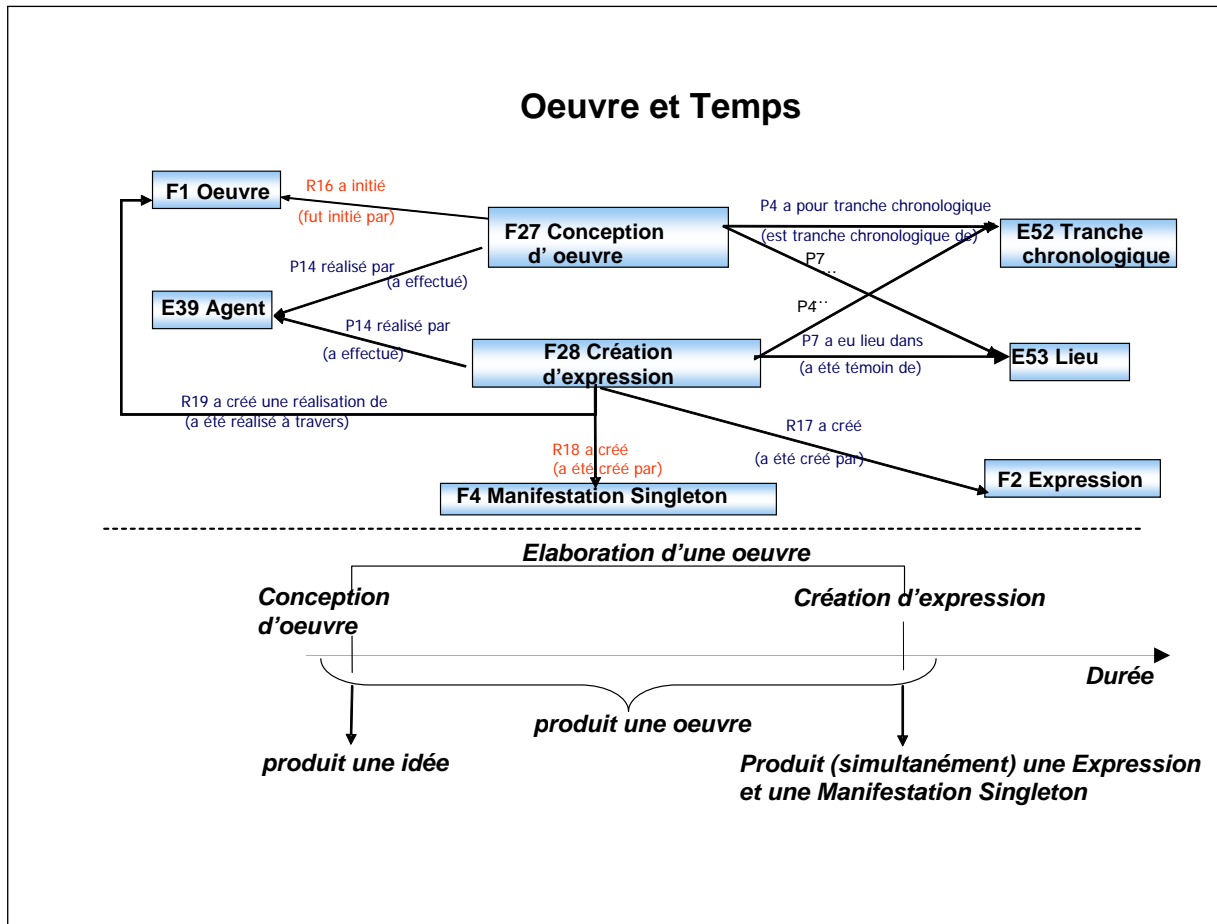 Oeuvre et Temps
F1 Oeuvre
R16 a initié
(fut initié par)
F27 Conception
d' oeuvre
P4 a pour tranche chronologique
(est tranche chronologique de)
E52 Tranche
chronologique
P14 réalisé par
(a effectué)
P7
...
E39 Agent
P14 réalisé par
(a effectué)
...
P4
F28 Création
d'expression
P7 a eu lieu dans
(a été témoin de)
E53 Lieu
R19 a créé une réalisation de
(a été réalisé à travers)
R18 a créé
(a été créé par)
R17 a créé
(a été créé par)
F2 Expression
F4 Manifestation Singleton
Elaboration d'une oeuvre
Conception
d'oeuvre
Création d'expression
Durée
produit une oeuvre
produit une idée
Produit (simultanément) une Expression
et une Manifestation Singleton